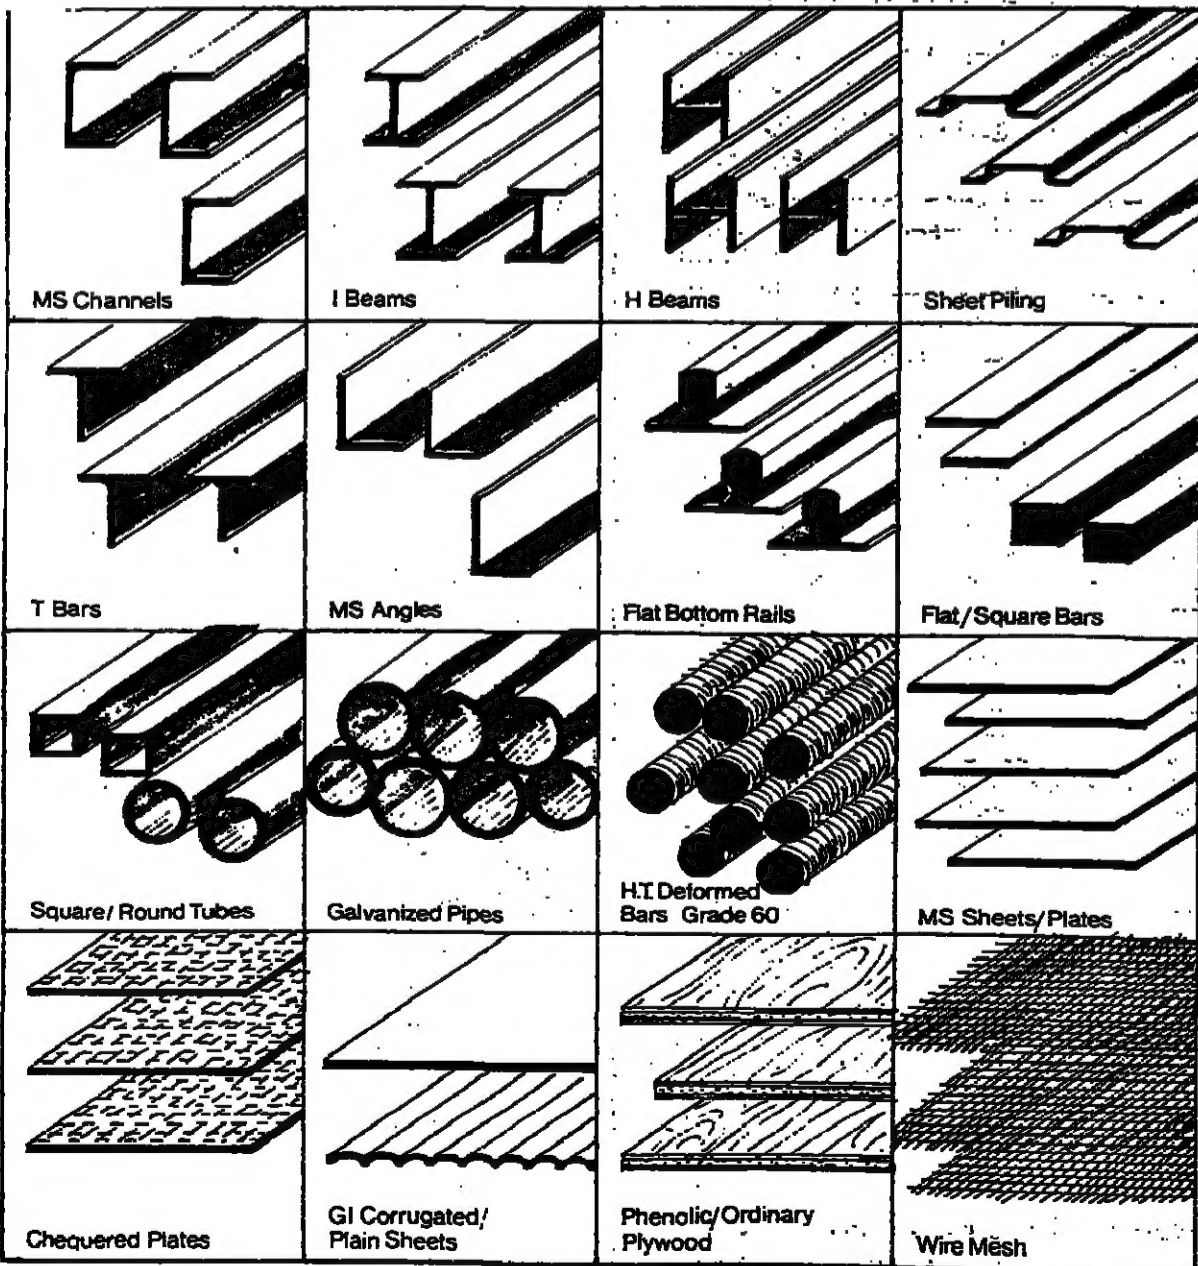 MS Channels
I Beams
H Beams
Sheet Piling
T Bars
MS Angles
Flat Bottom Rails
Flat/Square Bars
Square/Round Tubes
Galvanized Pipes
H.T. Deformed
Bars Grade 60
MS Sheets/Plates
Chequered Plates
GI Corrugated/
Plain Sheets
Phenolic/Ordinary
Plywood
Wire Mesh